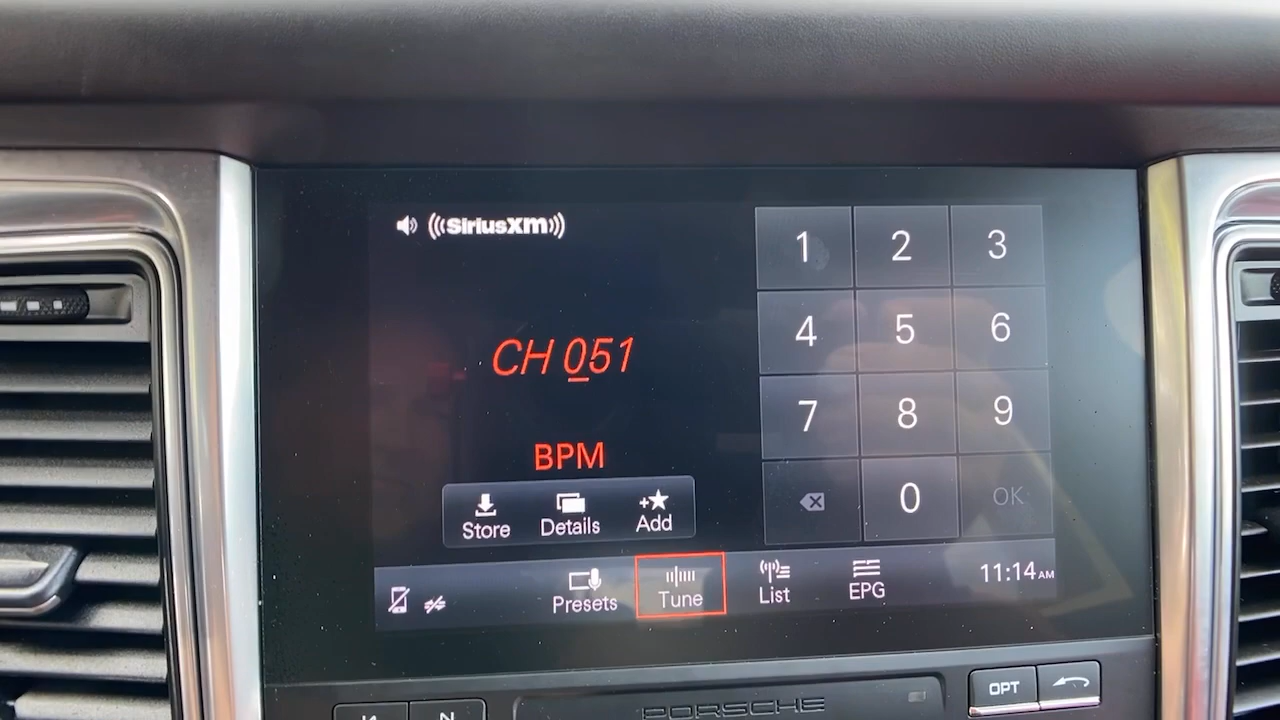 ((SiriusXM))
1 2 3
CH 051
4 5 6
7 8 9
BPM
0 OK
Store Details Add
Presets Tune List EPG 11:14 AM
OPT
PORSCHE
N